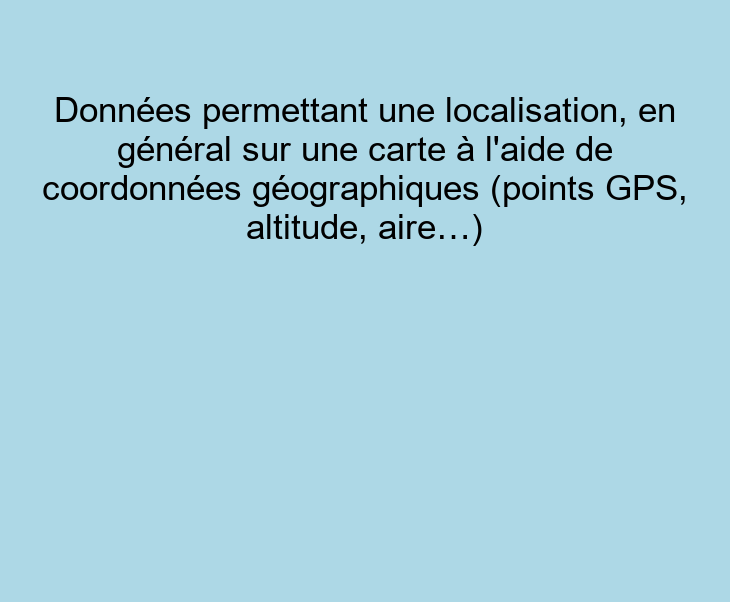 Données permettant une localisation, en
général sur une carte à l'aide de
coordonnées géographiques (points GPS,
altitude, aire…)